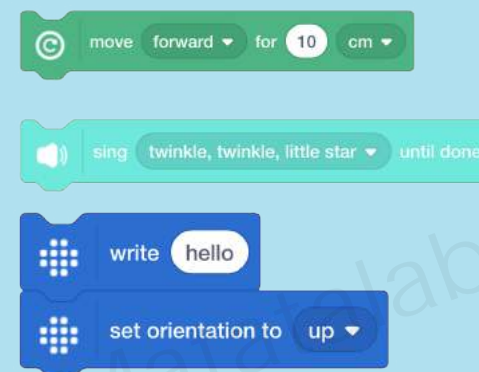 move forward for 10 cm
sing twinkle, twinkle, little star until done
write hello
set orientation to up